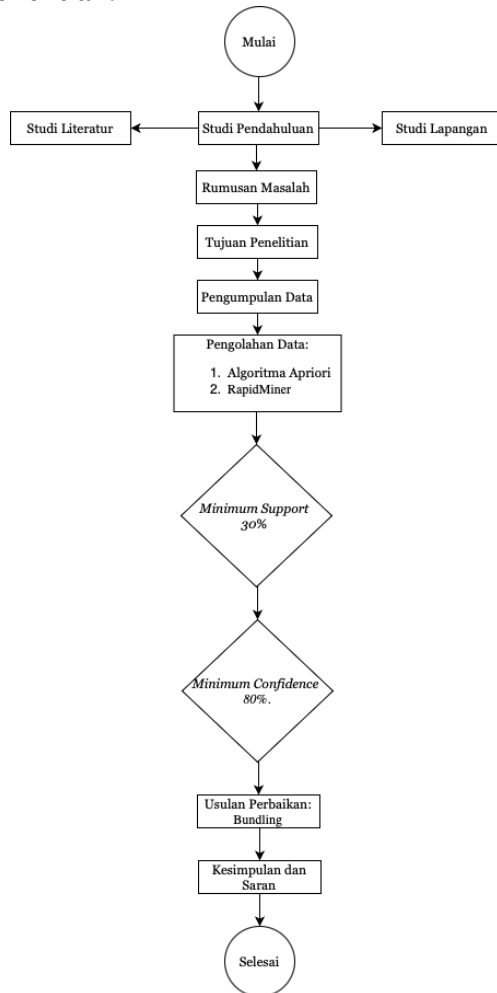 Mulai
Studi Literatur
Studi Pendahuluan
Studi Lapangan
Rumusan Masalah
Tujuan Penelitian
Pengumpulan Data
Pengolahan Data:
1. Algoritma Apriori
2. RapidMiner
Minimum Support
30%
Minimum Confidence
80%.
Usulan Perbaikan:
Bundling
Kesimpulan dan
Saran
Selesai